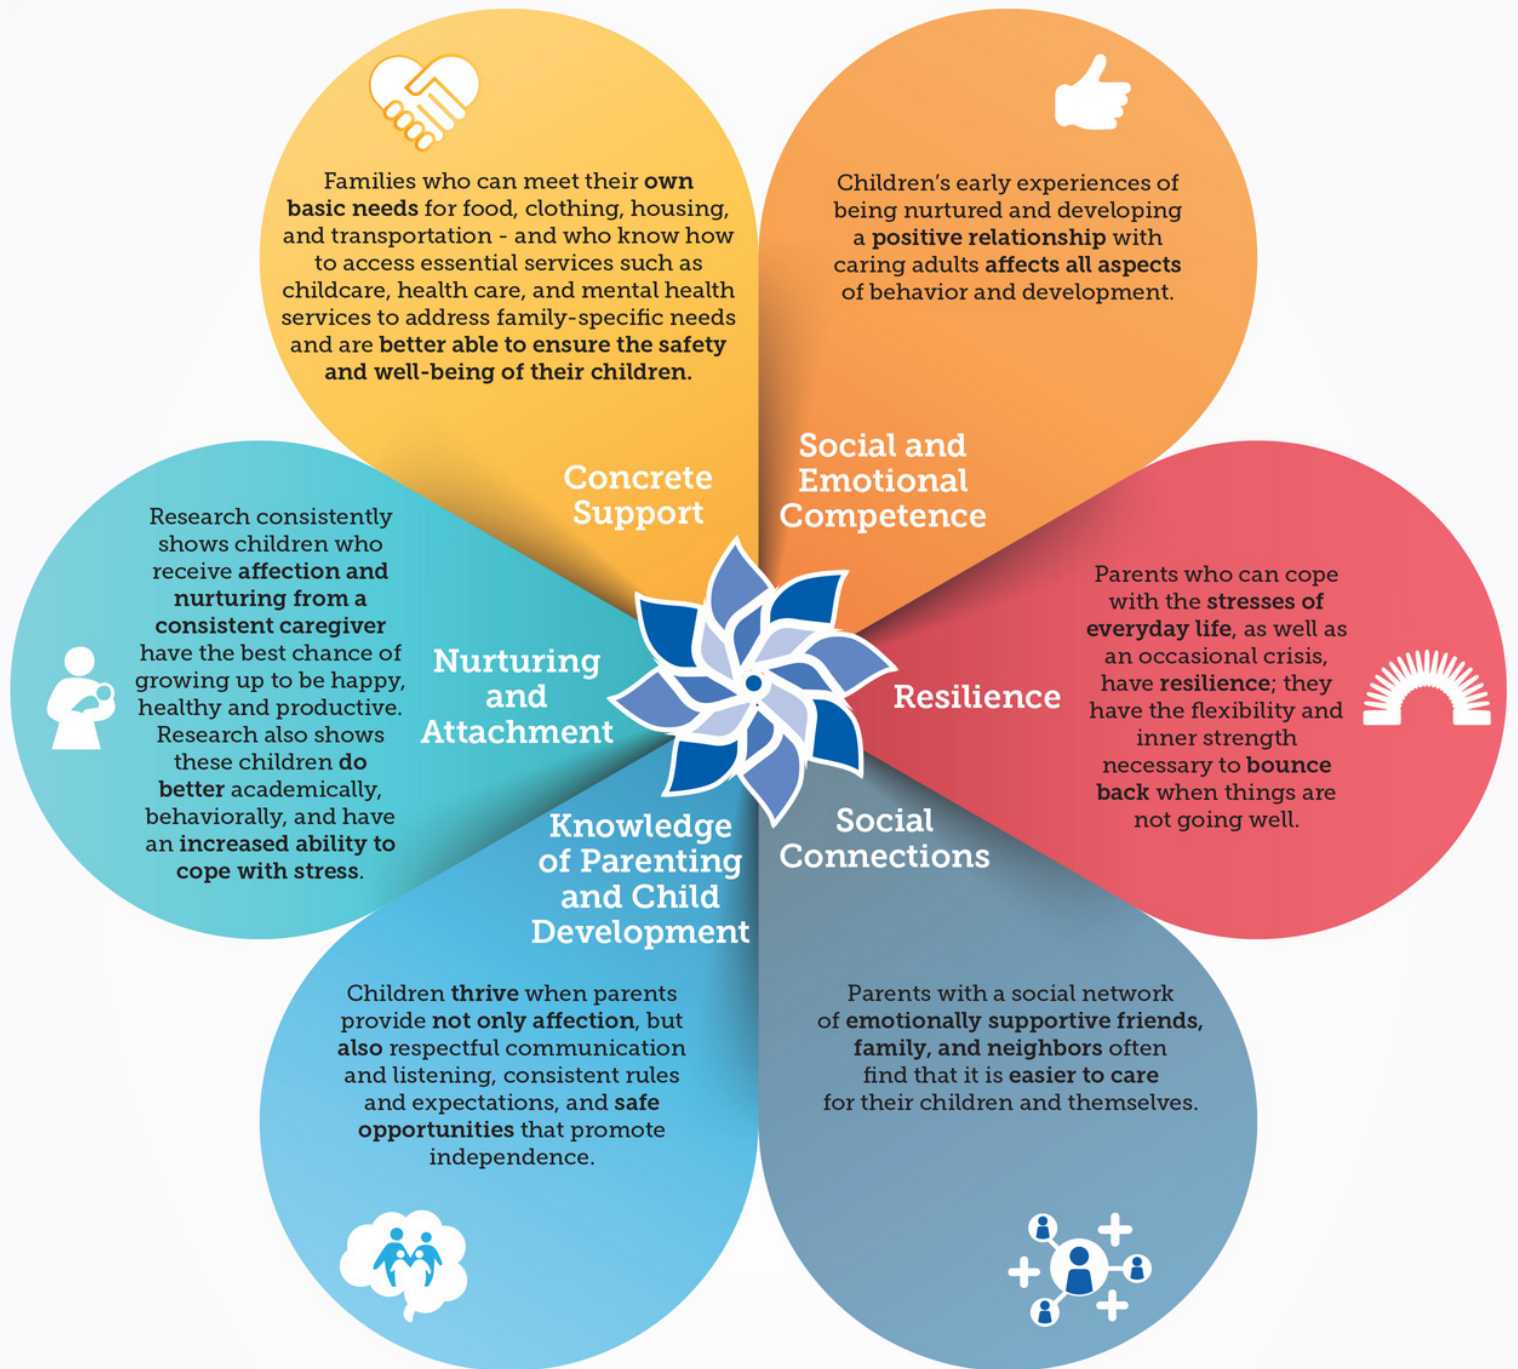 Families who can meet their own
basic needs for food, clothing, housing,
and transportation - and who know how
to access essential services such as
childcare, health care, and mental health
services to address family-specific needs
and are better able to ensure the safety
and well-being of their children.
Concrete
Support
Children’s early experiences of
being nurtured and developing
a positive relationship with
caring adults affects all aspects
of behavior and development.
Social and
Emotional
Competence
Research consistently
shows children who
receive affection and
nurturing from a
consistent caregiver
have the best chance of
growing up to be happy,
healthy and productive.
Research also shows
these children do
better academically,
behaviorally, and have
an increased ability to
cope with stress.
Nurturing
and
Attachment
Resilience
Parents who can cope
with the stresses of
everyday life, as well as
an occasional crisis,
have resilience; they
have the flexibility and
inner strength
necessary to bounce
back when things are
not going well.
Knowledge
of Parenting
and Child
Development
Children thrive when parents
provide not only affection, but
also respectful communication
and listening, consistent rules
and expectations, and safe
opportunities that promote
independence.
Social
Connections
Parents with a social network
of emotionally supportive friends,
family, and neighbors often
find that it is easier to care
for their children and themselves.